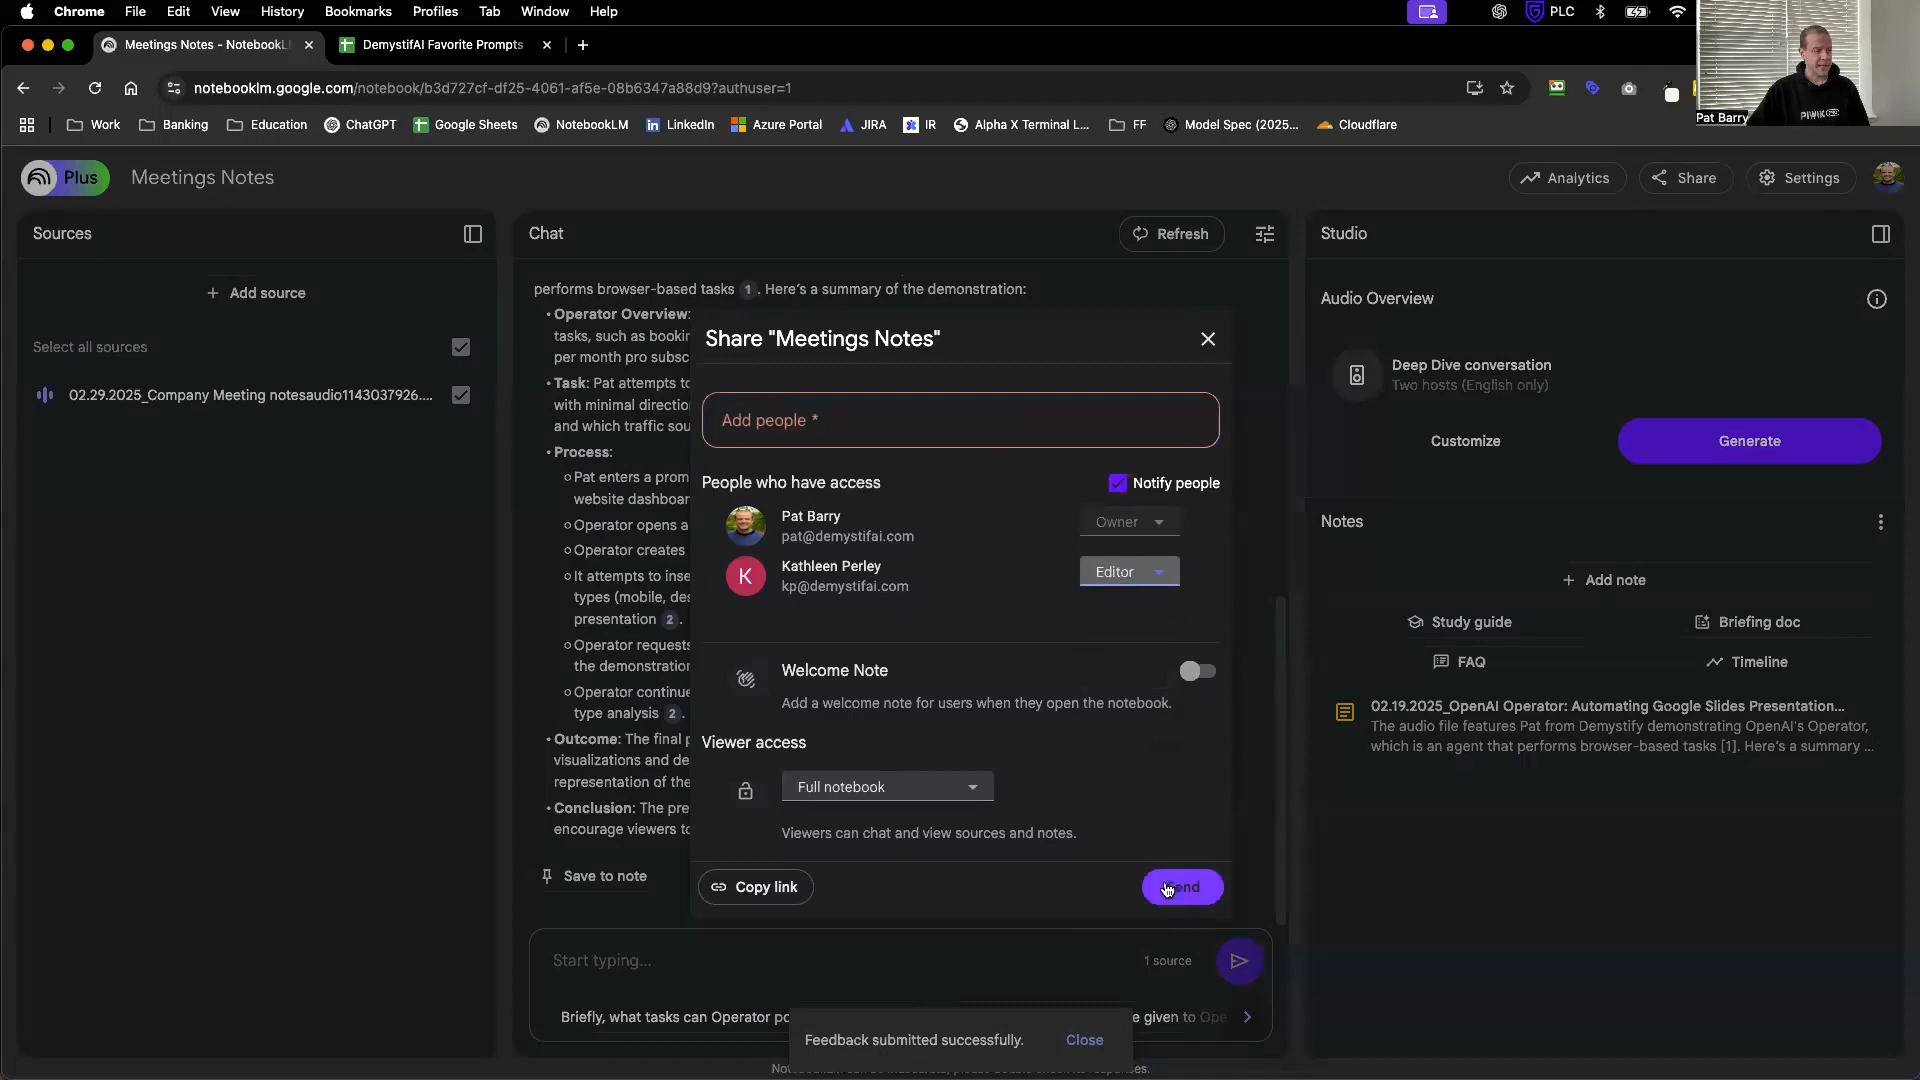 Chrome File Edit View History Bookmarks Profiles Tab Window Help PLC
Meetings Notes - NotebookL DemystifAI Favorite Prompts
notebooklm.google.com/notebook/b3d727cf-df25-4061-af5e-08b6347a88d9?authuser=1
Work Banking Education ChatGPT Google Sheets NotebookLM LinkedIn Azure Portal JIRA IR Alpha X Terminal L... FF Model Spec (2025... Cloudflare
Pat Barry
PIWIK
Plus Meetings Notes Analytics Share Settings
Sources
+ Add source
Select all sources
02.29.2025_Company Meeting notesaudio1143037926....
Chat Refresh
performs browser-based tasks 1 . Here's a summary of the demonstration:
• Operator Overview:
tasks, such as bookin
per month pro subsc
• Task: Pat attempts to
with minimal direction
and which traffic sou
• Process:
Pat enters a prom
website dashboar
Operator opens a
Operator creates
It attempts to inse
types (mobile, des
presentation 2 .
Operator requests
the demonstration
Operator continue
type analysis 2 .
• Outcome: The final p
visualizations and de
representation of the
• Conclusion: The pre
encourage viewers to
Save to note
Share "Meetings Notes"
Add people *
People who have access Notify people
Pat Barry
pat@demystifai.com
Owner
Kathleen Perley
kp@demystifai.com
Editor
K
Welcome Note
Add a welcome note for users when they open the notebook.
Viewer access
Full notebook
Viewers can chat and view sources and notes.
Copy link
Start typing... 1 source
Briefly, what tasks can Operator pe
e given to Ope
Feedback submitted successfully. Close
Studio
Audio Overview
Deep Dive conversation
Two hosts (English only)
Customize Generate
Notes
+ Add note
Study guide Briefing doc
FAQ Timeline
02.19.2025_OpenAI Operator: Automating Google Slides Presentation...
The audio file features Pat from Demystify demonstrating OpenAI's Operator,
which is an agent that performs browser-based tasks [1]. Here's a summary ...